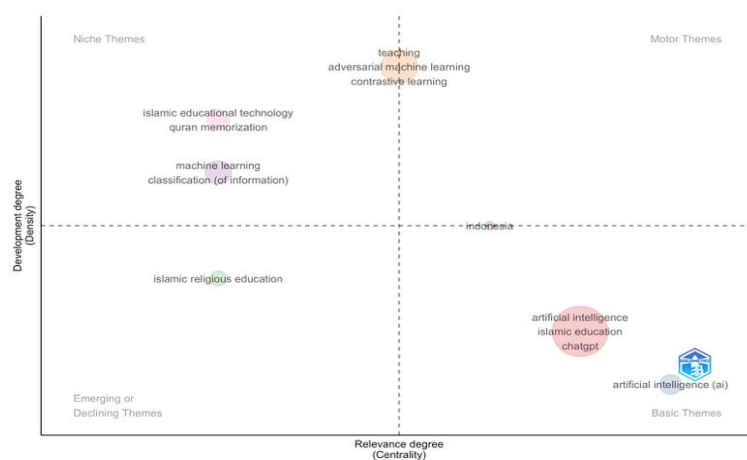 Niche Themes
Motor Themes
teaching
adversarial machine learning
contrastive learning
islamic educational technology
quran memorization
machine learning
classification (of information)
indonesia
islamic religious education
artificial intelligence
islamic education
chatgpt
artificial intelligence (ai)
Emerging or
Declining Themes
Basic Themes
Development degree
(Density)
Relevance degree
(Centrality)